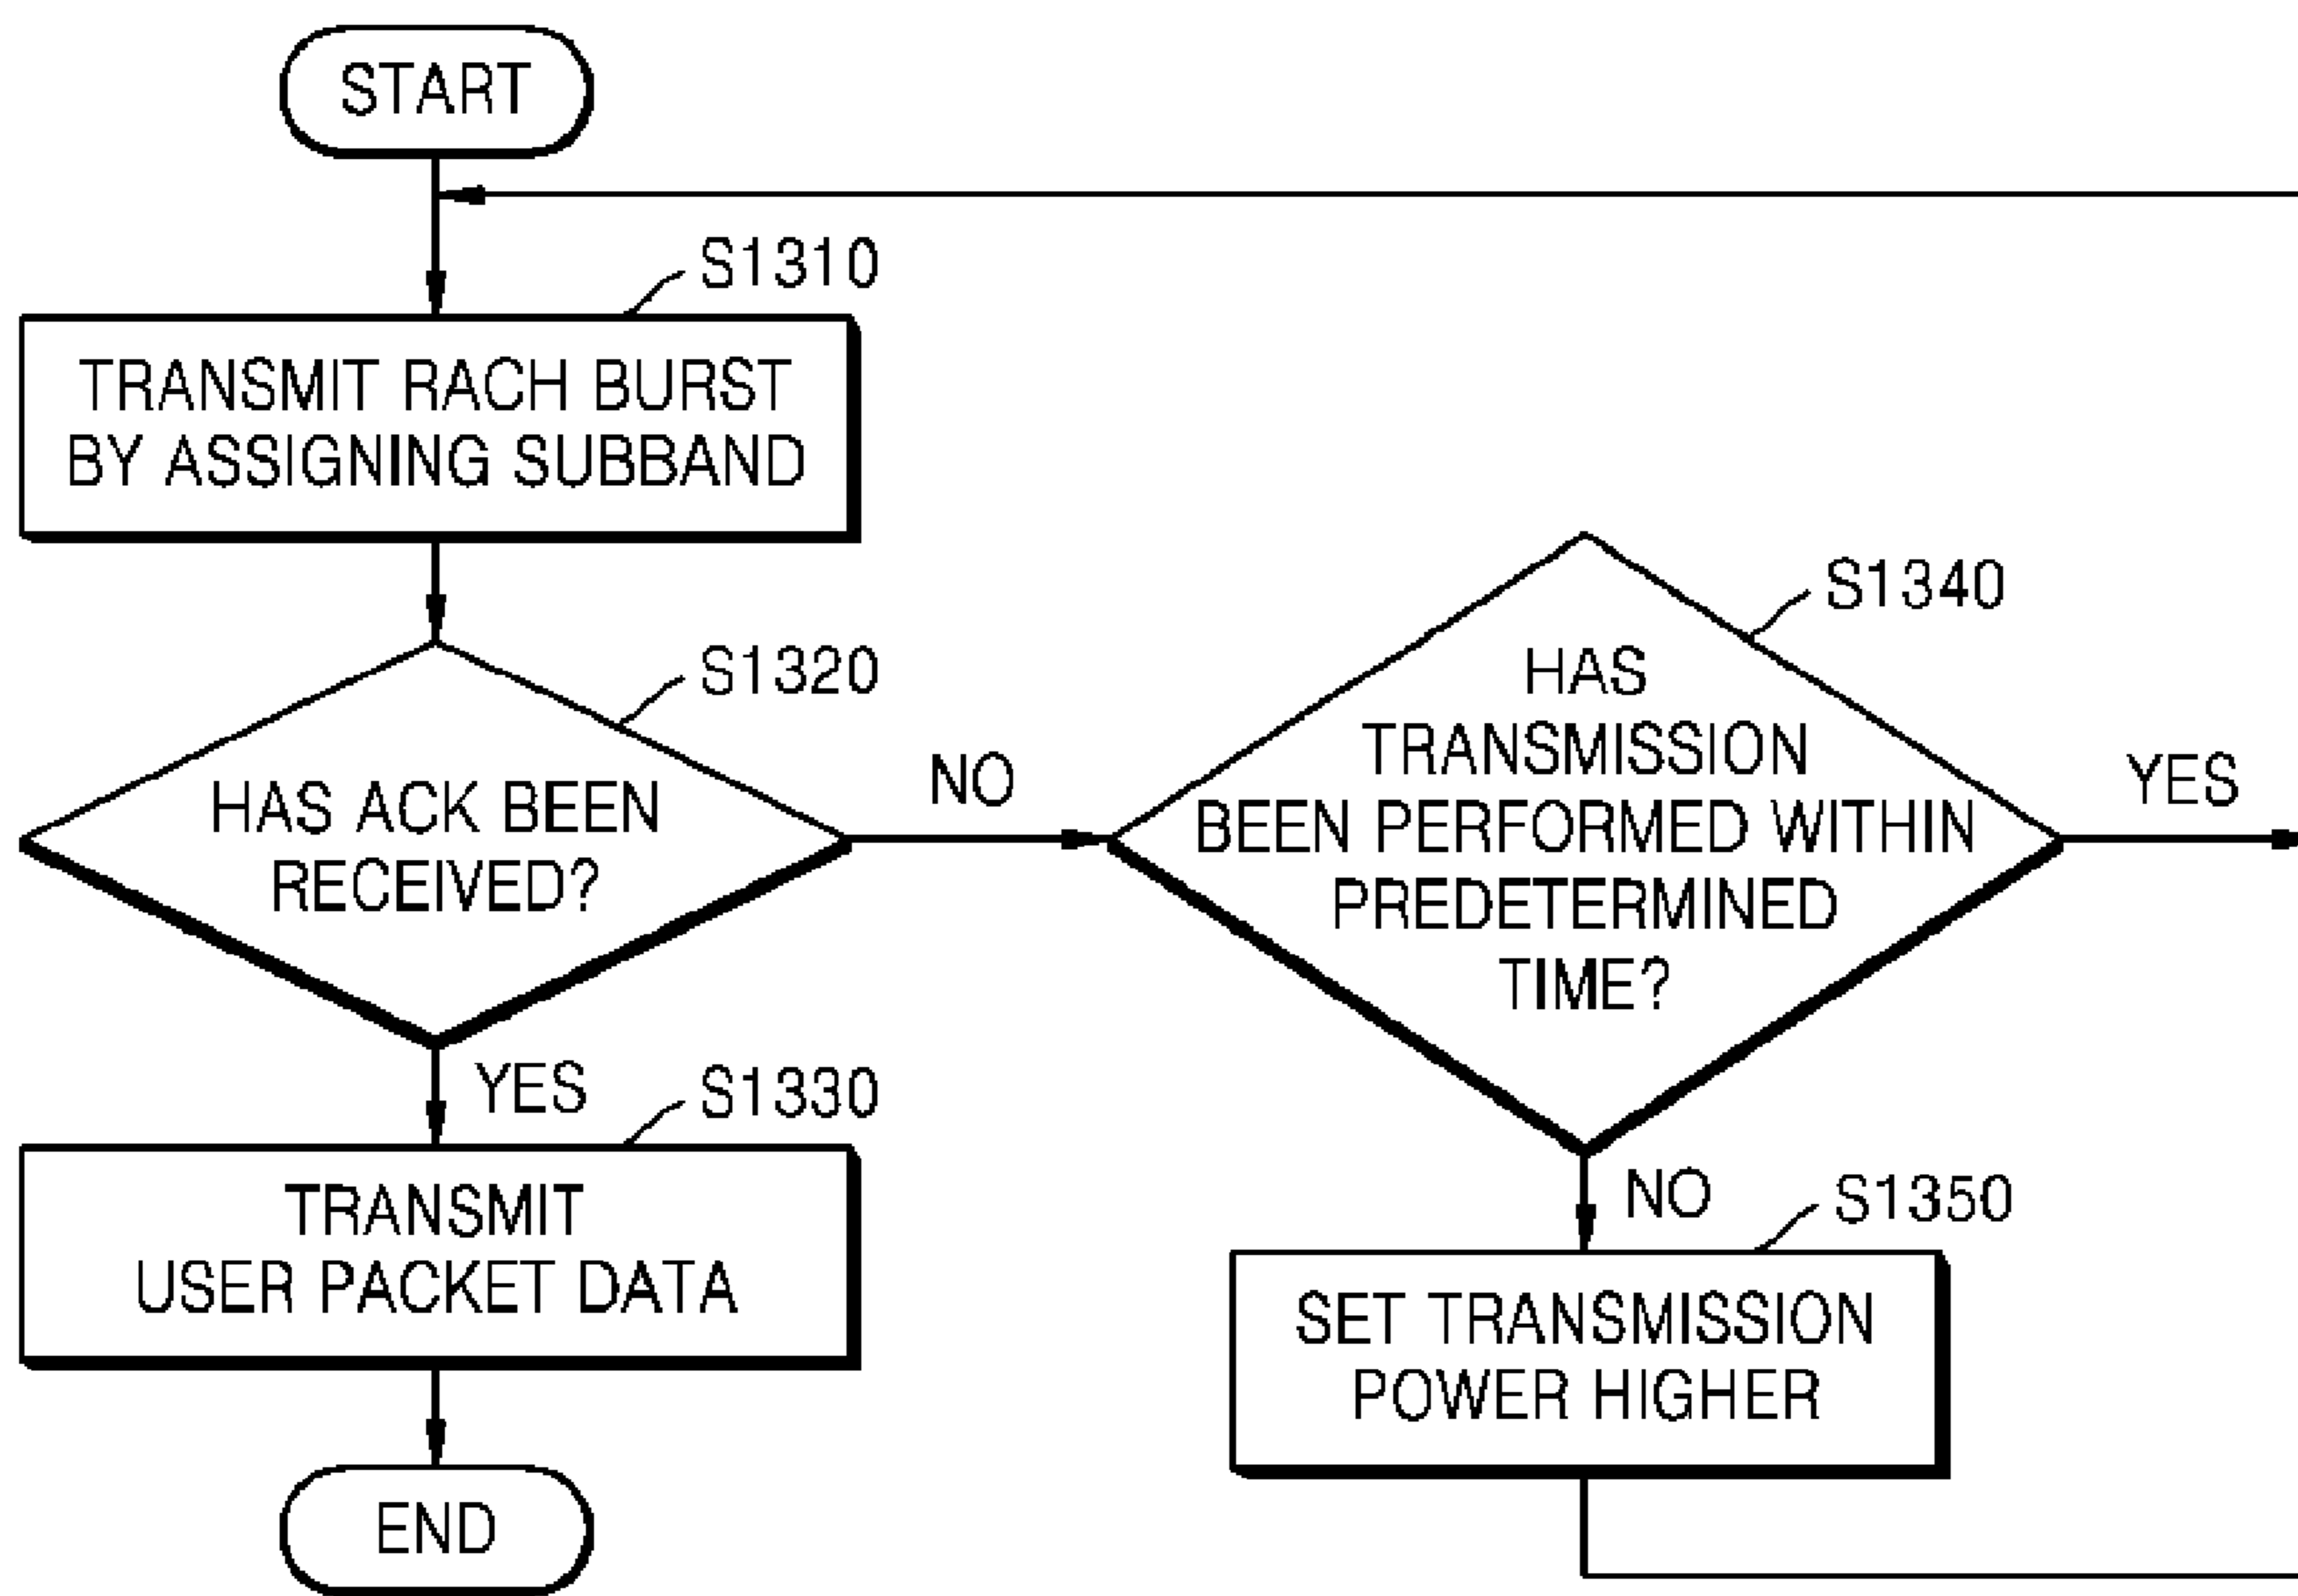 START
S1310
TRANSMIT RACH BURST
BY ASSIGNING SUBBAND
S1320
HAS ACK BEEN
RECEIVED?
NO
S1340
HAS
TRANSMISSION
BEEN PERFORMED WITHIN
PREDETERMINED
TIME?
YES
YES
S1330
TRANSMIT
USER PACKET DATA
NO
S1350
SET TRANSMISSION
POWER HIGHER
END